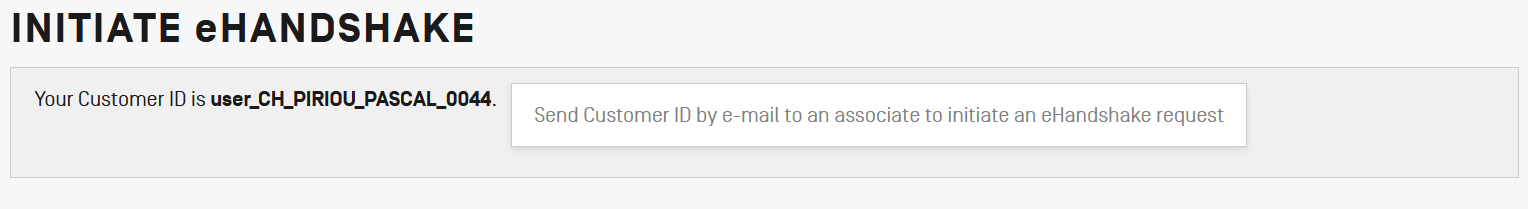 INITIATE eHANDSHAKE
Your Customer ID is user_CH_PIRIOU_PASCAL_0044.
Send Customer ID by e-mail to an associate to initiate an eHandshake request